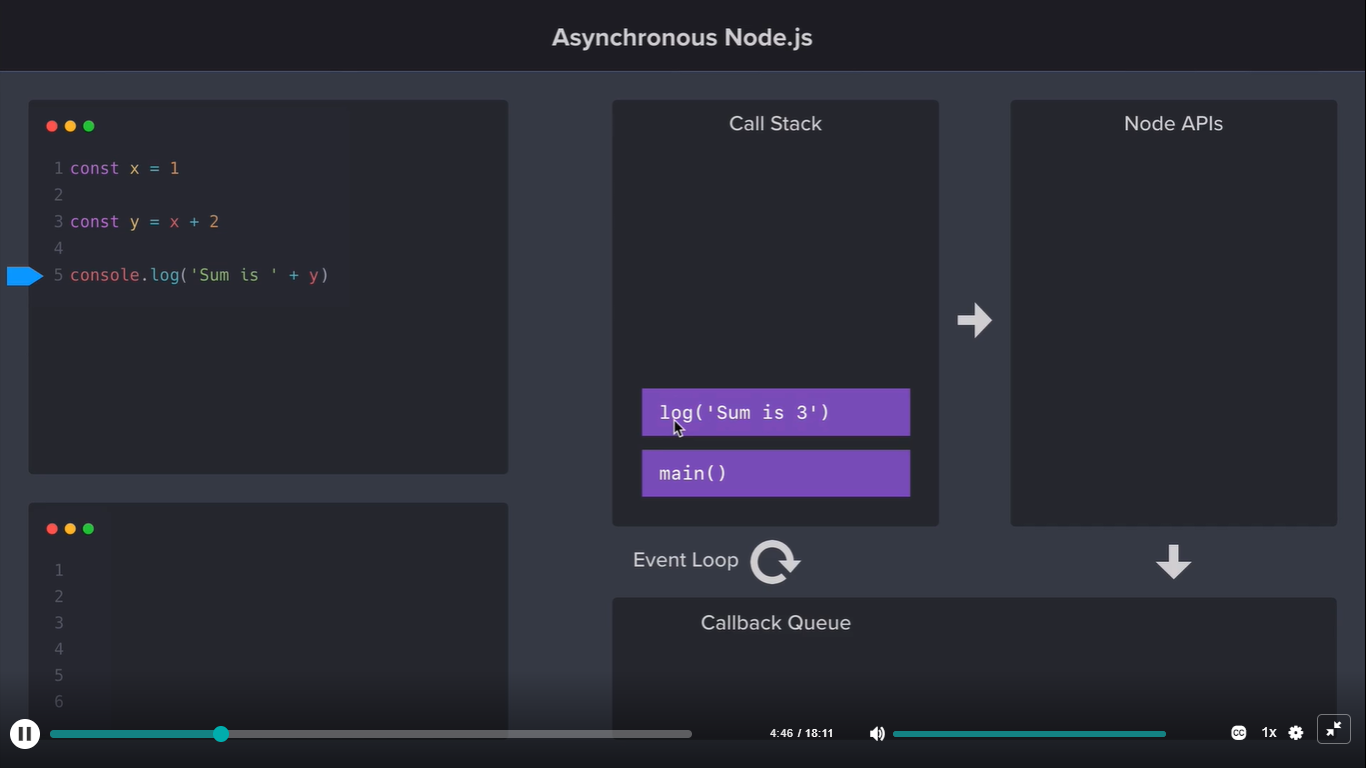 Asynchronous Node.js
1 const x = 1
2
3 const y = x + 2
4
5 console.log('Sum is ' + y)
1
2
3
4
5
6
Call Stack
log('Sum is 3')
main()
Node APIs
Event Loop
Callback Queue
4:46 / 18:11
CC
1x